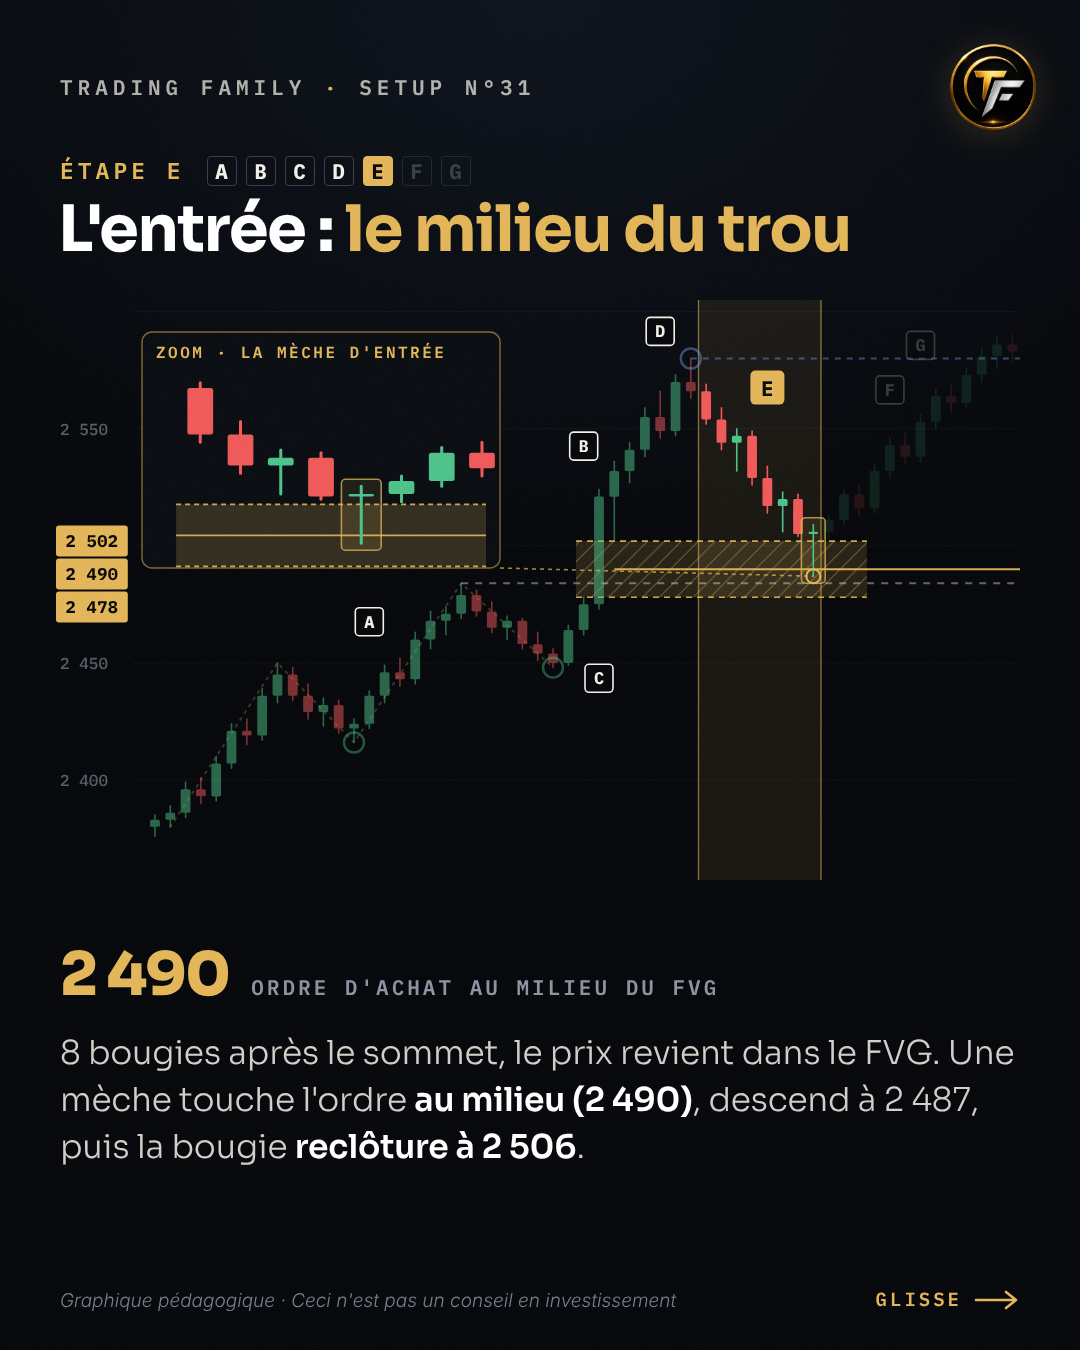 TRADING FAMILY · SETUP N°31
TF
ÉTAPE E A B C D E F G
L'entrée : le milieu du trou
ZOOM · LA MÈCHE D'ENTRÉE
D
G
E
F
2 550
B
2 502
2 490
2 478
A
C
2 450
2 400
2 490 ORDRE D'ACHAT AU MILIEU DU FVG
8 bougies après le sommet, le prix revient dans le FVG. Une
mèche touche l'ordre au milieu (2 490), descend à 2 487,
puis la bougie reclôture à 2 506.
Graphique pédagogique · Ceci n'est pas un conseil en investissement
GLISSE →